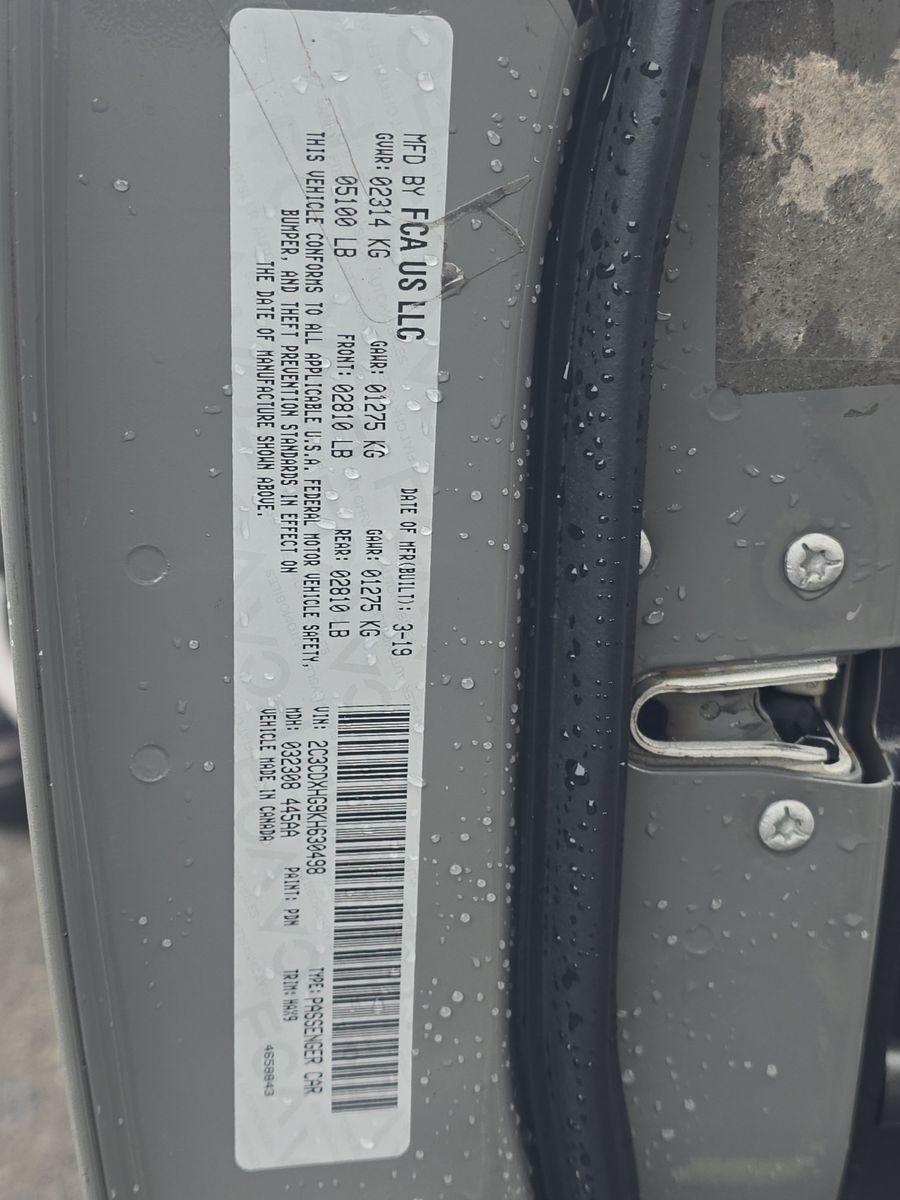 MFD BY FCA US LLC
DATE OF MFR(BUILT): 3-19
GVWR: 02314 KG
GAWR: 01275 KG
GAWR: 01275 KG
05100 LB
FRONT: 02810 LB
REAR: 02810 LB
THIS VEHICLE CONFORMS TO ALL APPLICABLE U.S.A. FEDERAL MOTOR VEHICLE SAFETY,
BUMPER, AND THEFT PREVENTION STANDARDS IN EFFECT ON
THE DATE OF MANUFACTURE SHOWN ABOVE.
VIN: 2C3CDXHG9KH630498
TYPE: PASSENGER CAR
MDH: 032308 445AA
PAINT: PDN
TRIM: HAX9
VEHICLE MADE IN CANADA
4658843